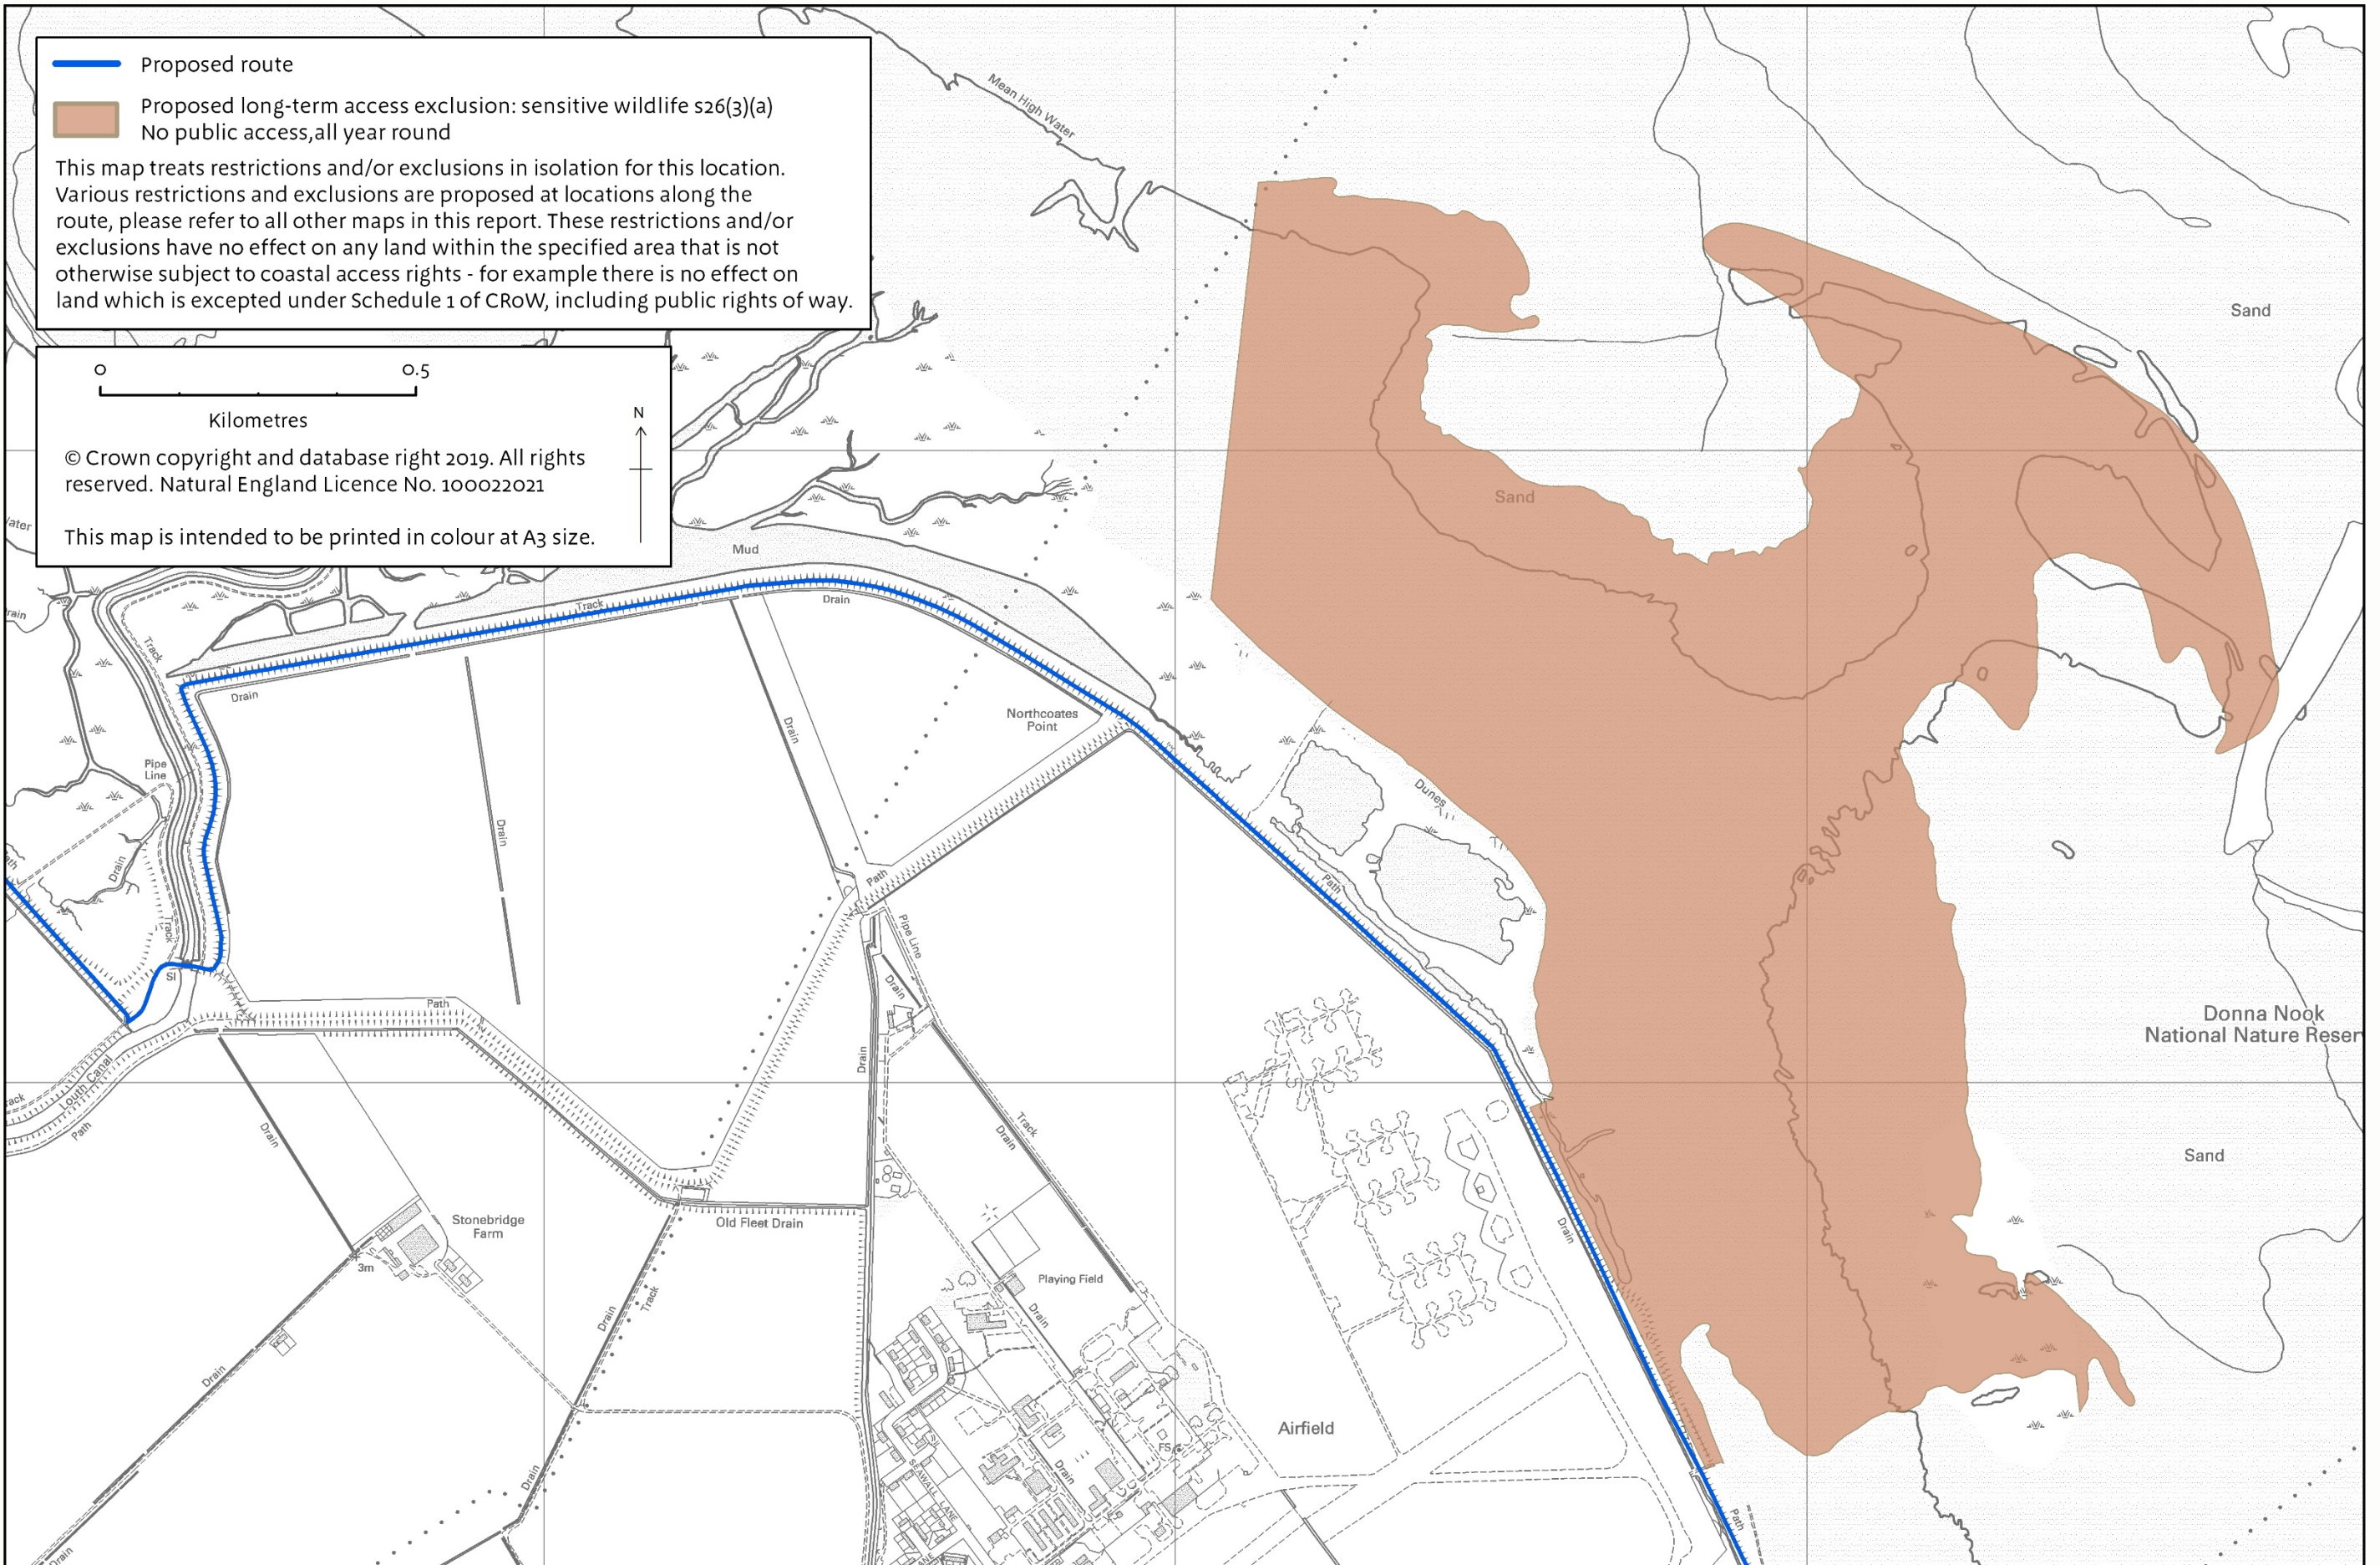 Proposed route
Proposed long-term access exclusion: sensitive wildlife s26(3)(a)
No public access,all year round
This map treats restrictions and/or exclusions in isolation for this location.
Various restrictions and exclusions are proposed at locations along the
route, please refer to all other maps in this report. These restrictions and/or
exclusions have no effect on any land within the specified area that is not
otherwise subject to coastal access rights - for example there is no effect on
land which is excepted under Schedule 1 of CRoW, including public rights of way.
0 0.5
Kilometres
N
© Crown copyright and database right 2019. All rights
reserved. Natural England Licence No. 100022021
This map is intended to be printed in colour at A3 size.
Mean High Water
Sand
Sand
Mud
Track
Drain
Track
Drain
Northcoates
Point
Drain
Pipe
Line
Dunes
Drain
Drain
Path
Path
Track
Pipe Line
Sl
Drain
Path
Donna Nook
National Nature Reser
Drain
Louth Canal
Path
Drain
Track
Drain
Sand
Stonebridge
Farm
Old Fleet Drain
Drain
3m
Playing Field
Drain
Track
Drain
Drain
Airfield
FS
Drain
Drain
SEAWALL LANE
Path
Drain